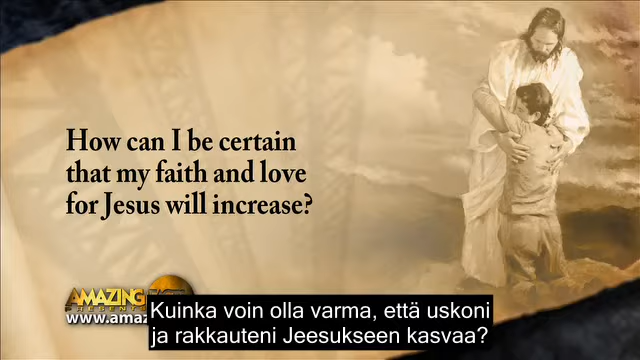 How can I be certain
that my faith and love
for Jesus will increase?
AMAZING
www.amaz
Kuinka voin olla varma, että uskoni
ja rakkauteni Jeesukseen kasvaa?